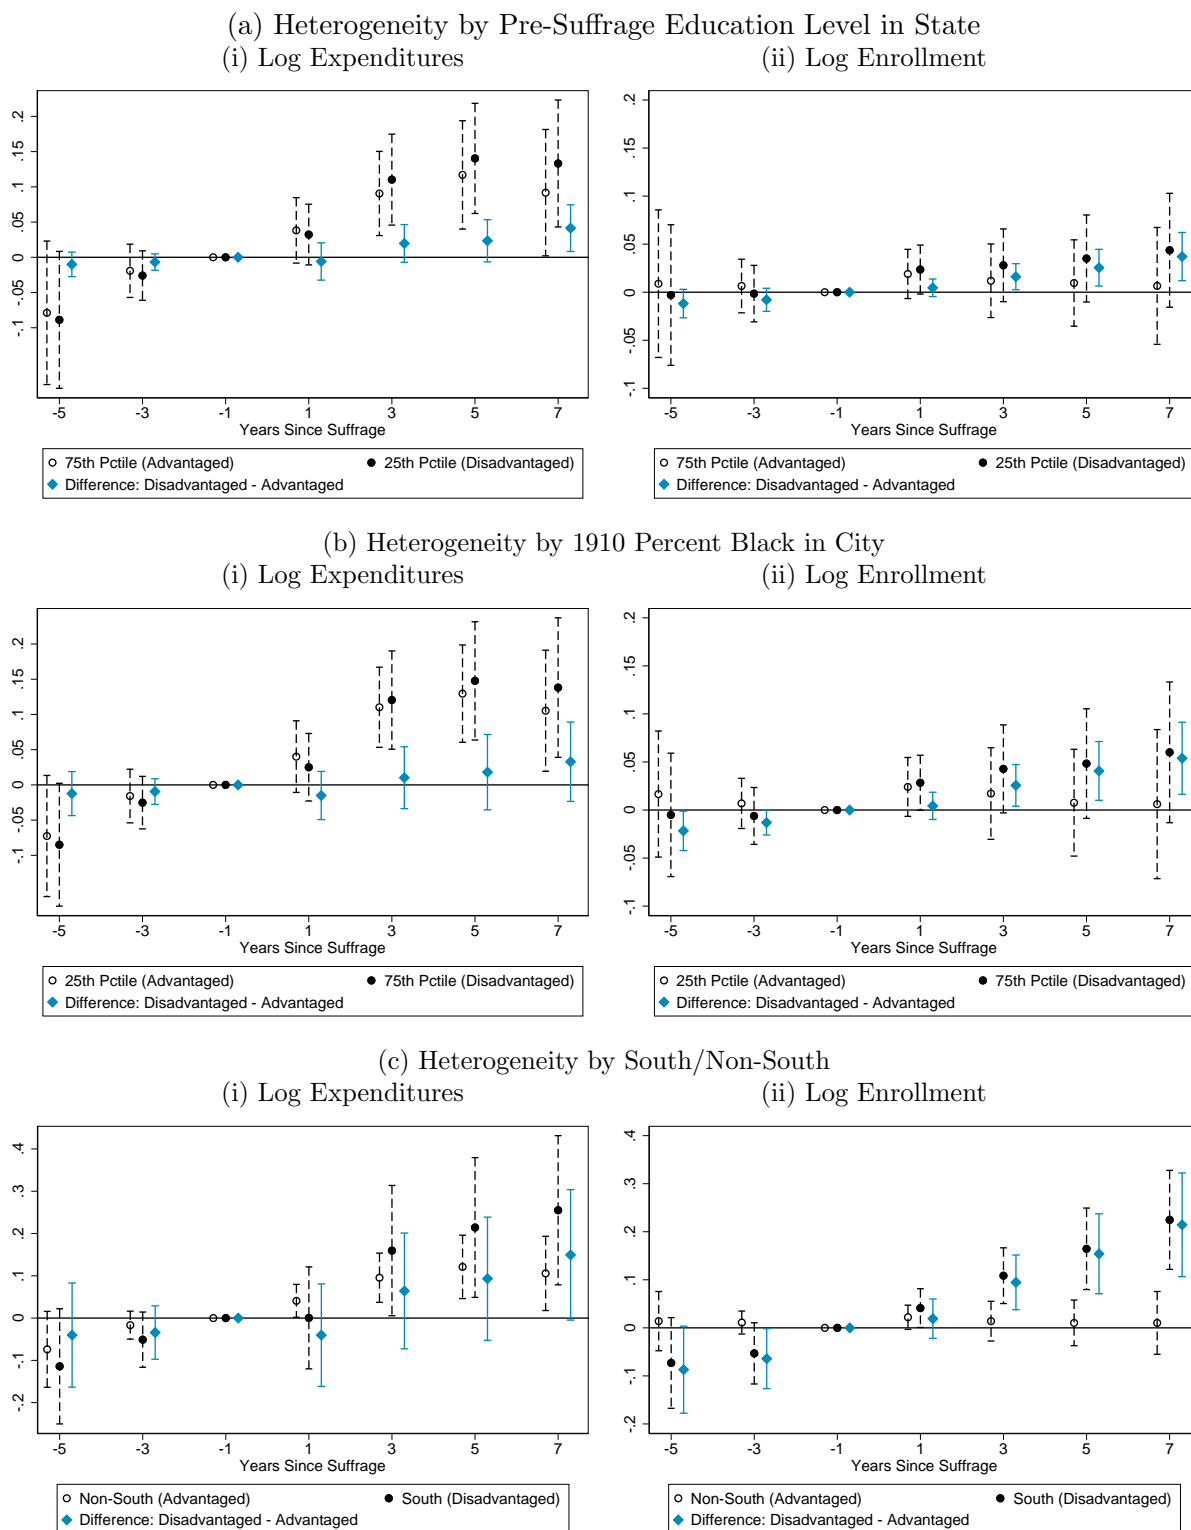 (a) Heterogeneity by Pre-Suffrage Education Level in State
(i) Log Expenditures
(ii) Log Enrollment
.2
.15
.1
.05
0
-.05
-.1
-5 -3 -1 1 3 5 7
Years Since Suffrage
75th Pctile (Advantaged) 25th Pctile (Disadvantaged)
Difference: Disadvantaged - Advantaged
.2
.15
.1
.05
0
-.05
-.1
-5 -3 -1 1 3 5 7
Years Since Suffrage
75th Pctile (Advantaged) 25th Pctile (Disadvantaged)
Difference: Disadvantaged - Advantaged
(b) Heterogeneity by 1910 Percent Black in City
(i) Log Expenditures
(ii) Log Enrollment
.2
.15
.1
.05
0
-.05
-.1
-5 -3 -1 1 3 5 7
Years Since Suffrage
25th Pctile (Advantaged) 75th Pctile (Disadvantaged)
Difference: Disadvantaged - Advantaged
.2
.15
.1
.05
0
-.05
-.1
-5 -3 -1 1 3 5 7
Years Since Suffrage
25th Pctile (Advantaged) 75th Pctile (Disadvantaged)
Difference: Disadvantaged - Advantaged
(c) Heterogeneity by South/Non-South
(i) Log Expenditures
(ii) Log Enrollment
.4
.3
.2
.1
0
-.1
-.2
-5 -3 -1 1 3 5 7
Years Since Suffrage
Non-South (Advantaged) South (Disadvantaged)
Difference: Disadvantaged - Advantaged
.4
.3
.2
.1
0
-.1
-.2
-5 -3 -1 1 3 5 7
Years Since Suffrage
Non-South (Advantaged) South (Disadvantaged)
Difference: Disadvantaged - Advantaged